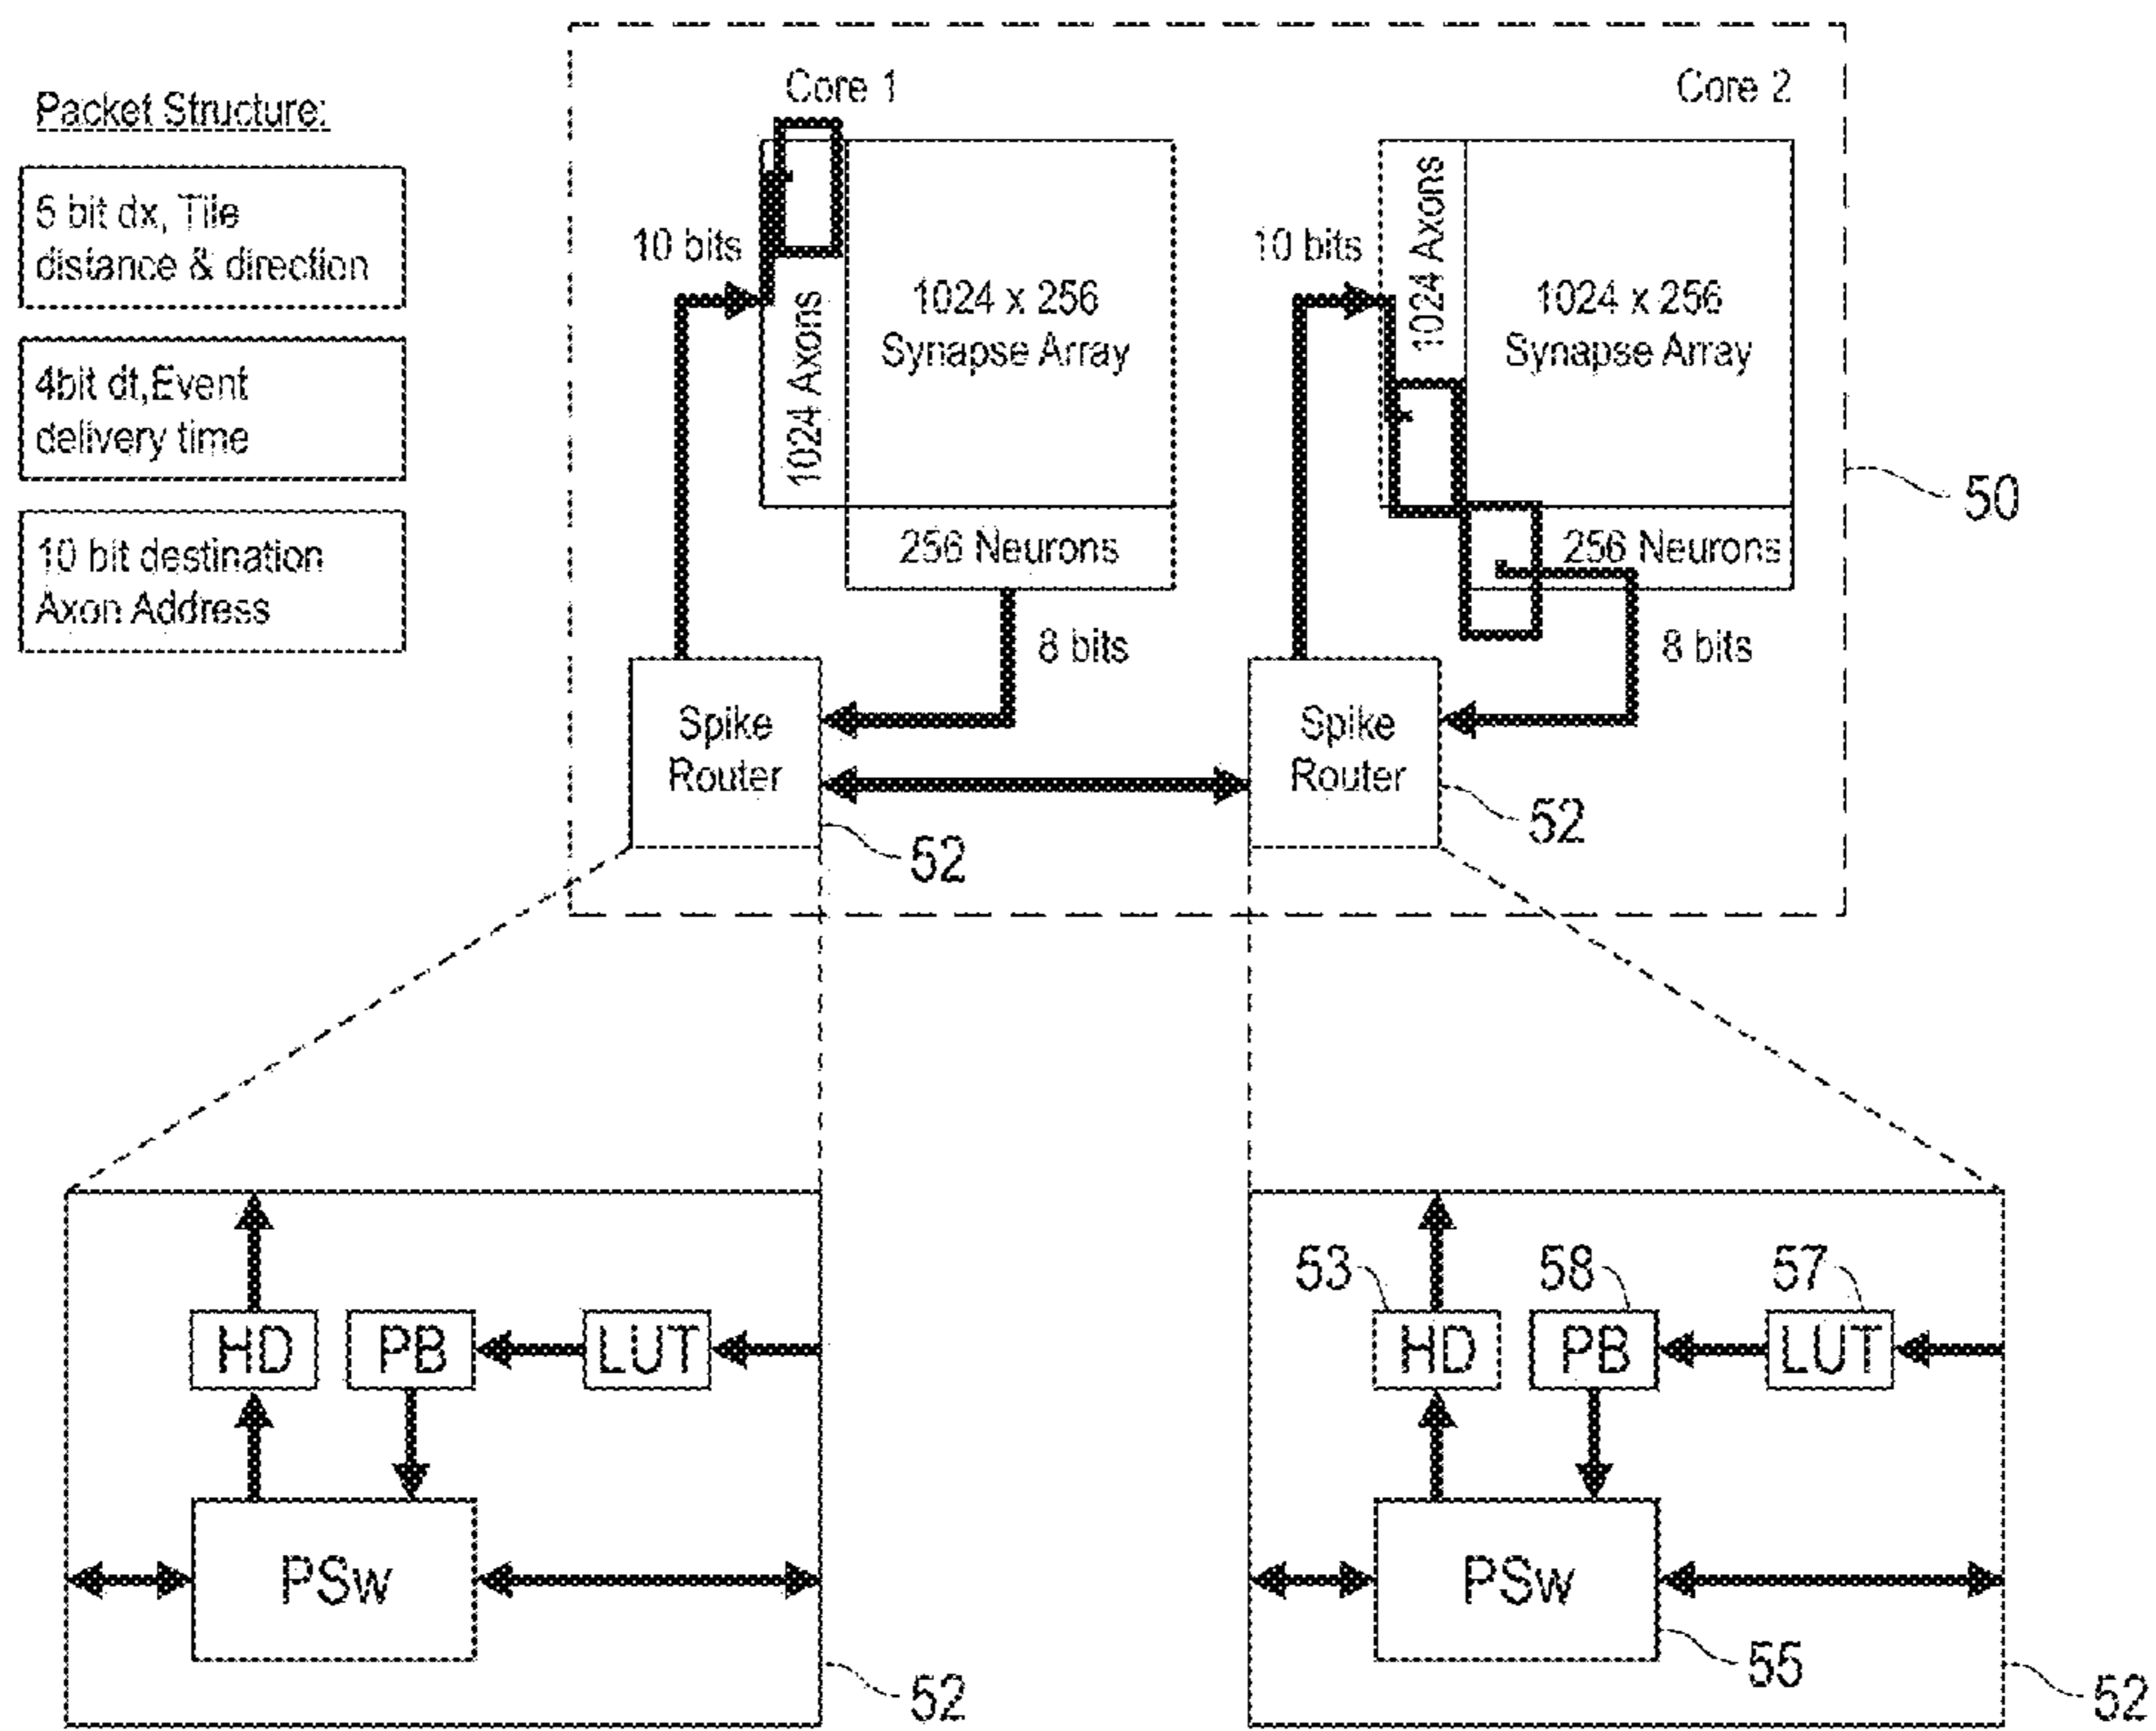 Packet Structure:
5 bit dx, Tile
distance & direction
4bit dt,Event
delivery time
10 bit destination
Axon Address
Core 1
Core 2
10 bits
1024 Axons
1024 x 256
Synapse Array
256 Neurons
8 bits
10 bits
1024 Axons
1024 x 256
Synapse Array
256 Neurons
8 bits
50
Spike
Router
52
Spike
Router
52
HD
PB
LUT
PSw
52
53
58
57
HD
PB
LUT
PSw
55
52